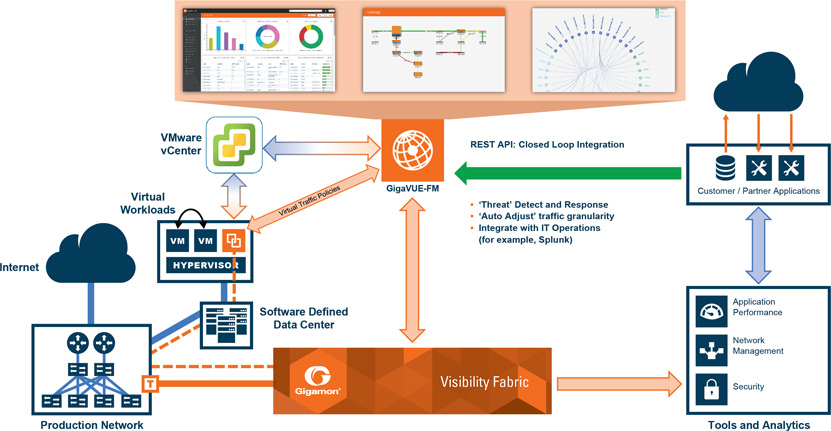 VMware
vCenter
GigaVUE-FM
REST API: Closed Loop Integration
Customer / Partner Applications
• ‘Threat’ Detect and Response
• ‘Auto Adjust’ traffic granularity
• Integrate with IT Operations
(for example, Splunk)
Virtual Traffic Policies
Virtual
Workloads
VM VM
HYPERVISOR
Internet
Software Defined
Data Center
Application
Performance
Network
Management
Security
T
Gigamon®
Visibility Fabric
Production Network
Tools and Analytics